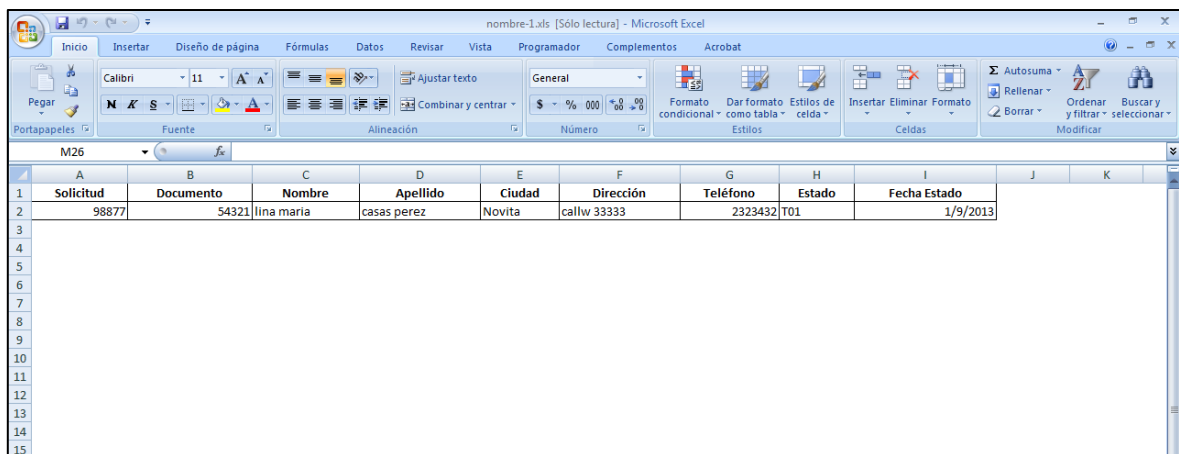 nombre-1.xls [Sólo lectura] - Microsoft Excel
Inicio Insertar Diseño de página Fórmulas Datos Revisar Vista Programador Complementos Acrobat
Pegar
Portapapeles
Calibri 11 A A
N K S A
Fuente
Ajustar texto
Combinar y centrar
Alineación
General
$ % 000
Número
Formato condicional
Dar formato como tabla
Estilos de celda
Estilos
Insertar Eliminar Formato
Celdas
Σ Autosuma
Rellenar
Borrar
Ordenar y filtrar
Buscar y seleccionar
Modificar
M26 fx
A B C D E F G H I J K
1 Solicitud Documento Nombre Apellido Ciudad Dirección Teléfono Estado Fecha Estado
2 98877 54321 lina maria casas perez Novita callw 33333 2323432 T01 1/9/2013
3
4
5
6
7
8
9
10
11
12
13
14
15